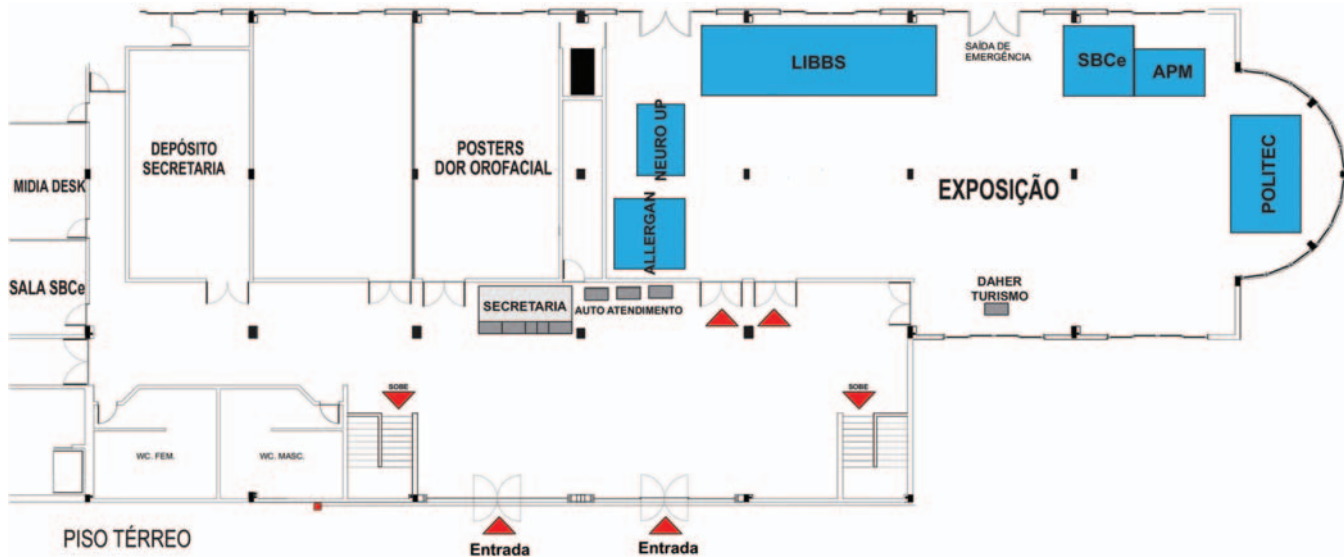 LIBBS
SAÍDA DE
EMERGÊNCIA
SBCe
APM
NEURO UP
DEPÓSITO
SECRETARIA
POSTERS
DOR OROFACIAL
MIDIA DESK
EXPOSIÇÃO
POLITEC
ALLERGAN
SALA SBCe
DAHER
TURISMO
SECRETARIA
AUTO ATENDIMENTO
SOBE
SOBE
WC. FEM.
WC. MASC.
PISO TÉRREO
Entrada
Entrada